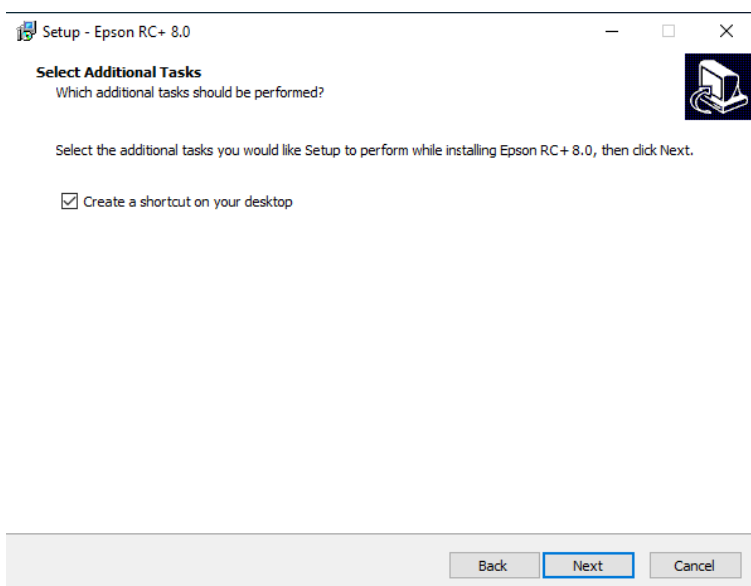 Setup - Epson RC+ 8.0
Select Additional Tasks
Which additional tasks should be performed?
Select the additional tasks you would like Setup to perform while installing Epson RC+ 8.0, then click Next.
Create a shortcut on your desktop
Back Next Cancel